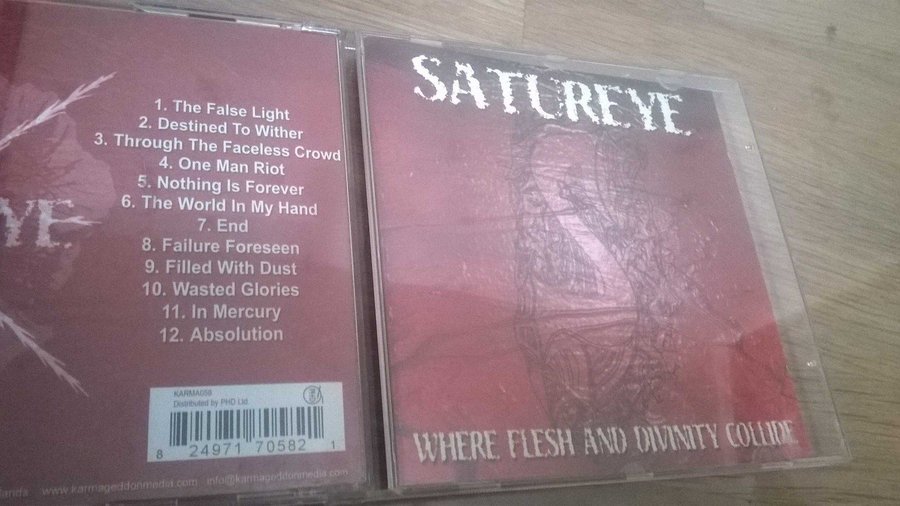 1. The False Light
2. Destined To Wither
3. Through The Faceless Crowd
4. One Man Riot
5. Nothing Is Forever
6. The World In My Hand
7. End
8. Failure Foreseen
9. Filled With Dust
10. Wasted Glories
11. In Mercury
12. Absolution
YE
KARMA058
Distributed by PHD Ltd.
8 24971 70582 1
www.karmageddonmedia.com info@karmageddonmedia.com
SATUREYE
WHERE FLESH AND DIVINITY COLLIDE